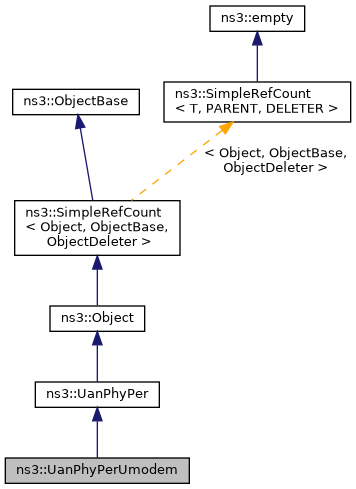 ns3::empty
ns3::ObjectBase
ns3::SimpleRefCount
< T, PARENT, DELETER >
< Object, ObjectBase,
ObjectDeleter >
ns3::SimpleRefCount
< Object, ObjectBase,
ObjectDeleter >
ns3::Object
ns3::UanPhyPer
ns3::UanPhyPerUmodem